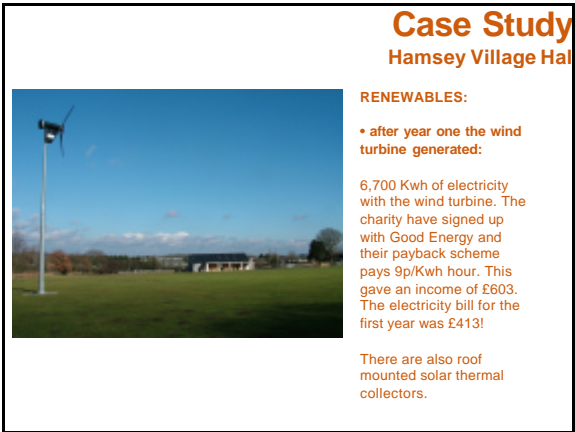 Case Study
Hamsey Village Hal
RENEWABLES:
• after year one the wind
turbine generated:
6,700 Kwh of electricity
with the wind turbine. The
charity have signed up
with Good Energy and
their payback scheme
pays 9p/Kwh hour. This
gave an income of £603.
The electricity bill for the
first year was £413!
There are also roof
mounted solar thermal
collectors.